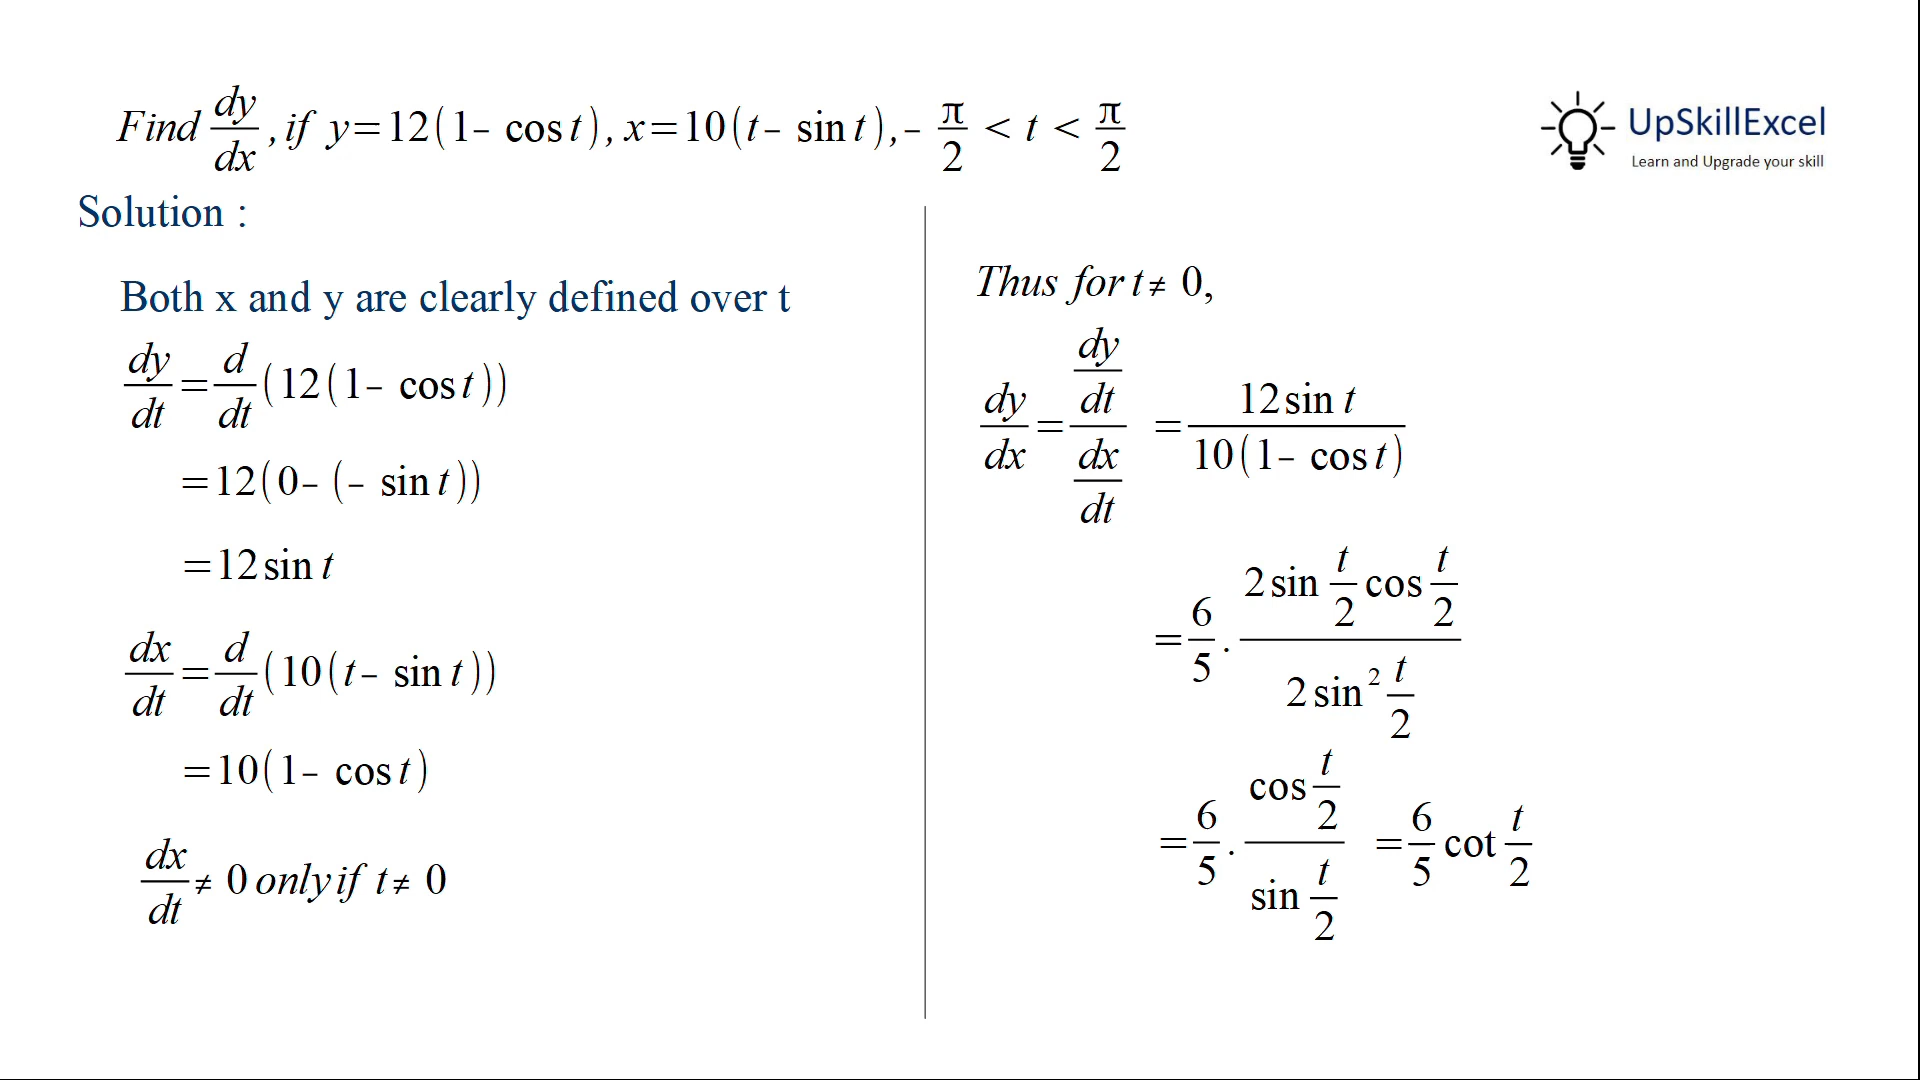 Find dy/dx, if y=12(1– cos t), x=10(t– sin t), – π/2 < t < π/2
UpSkillExcel
Learn and Upgrade your skill
Solution :
Both x and y are clearly defined over t
dy/dt = d/dt (12(1– cos t))
=12(0– (– sin t))
=12 sin t
dx/dt = d/dt (10(t– sin t))
=10(1– cos t)
dx/dt ≠ 0 only if t≠ 0
Thus for t≠ 0,
dy/dx = (dy/dt)/(dx/dt) = 12 sin t/10(1– cos t)
= 6/5 . (2 sin t/2 cos t/2)/(2 sin² t/2)
= 6/5 . (cos t/2)/(sin t/2) = 6/5 cot t/2